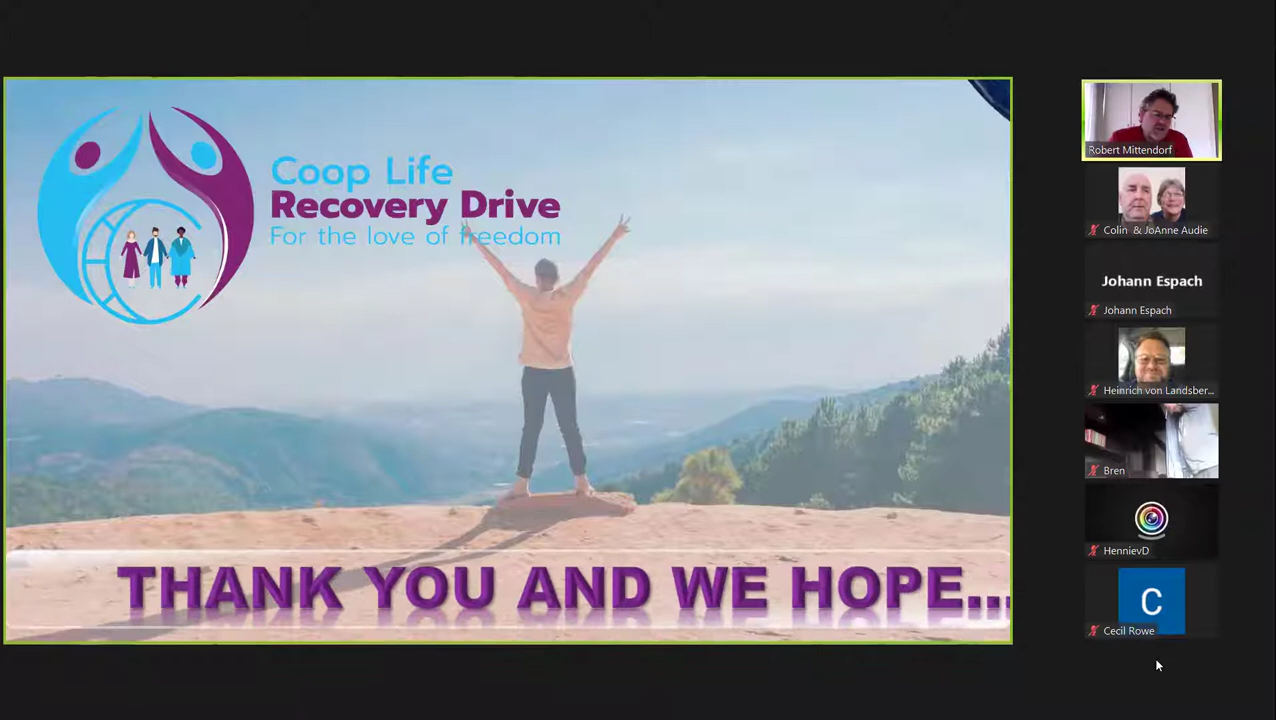 Coop Life
Recovery Drive
For the love of freedom
THANK YOU AND WE HOPE...
Robert Mittendorf
Colin & JoAnne Audie
Johann Espach
Johann Espach
Heinrich von Landsber...
Bren
HennievD
C
Cecil Rowe